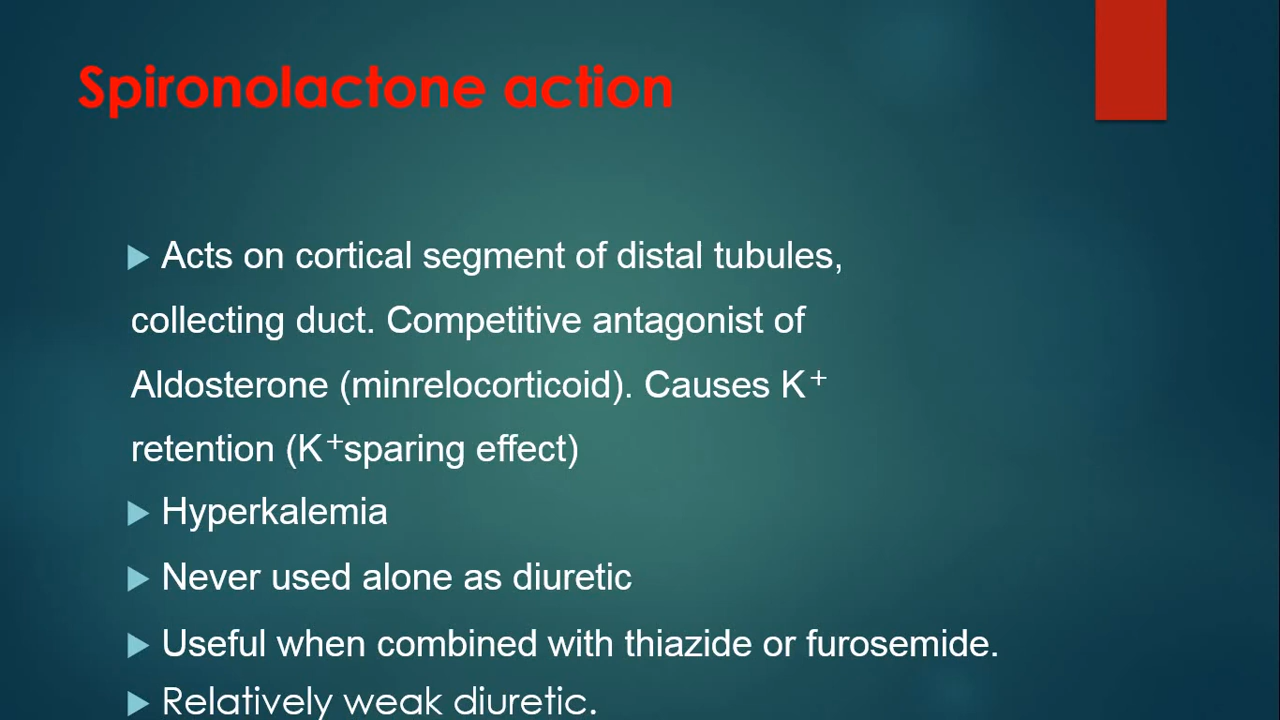 Spironolactone action
Acts on cortical segment of distal tubules,
collecting duct. Competitive antagonist of
Aldosterone (minrelocorticoid). Causes K⁺
retention (K⁺sparing effect)
Hyperkalemia
Never used alone as diuretic
Useful when combined with thiazide or furosemide.
Relatively weak diuretic.